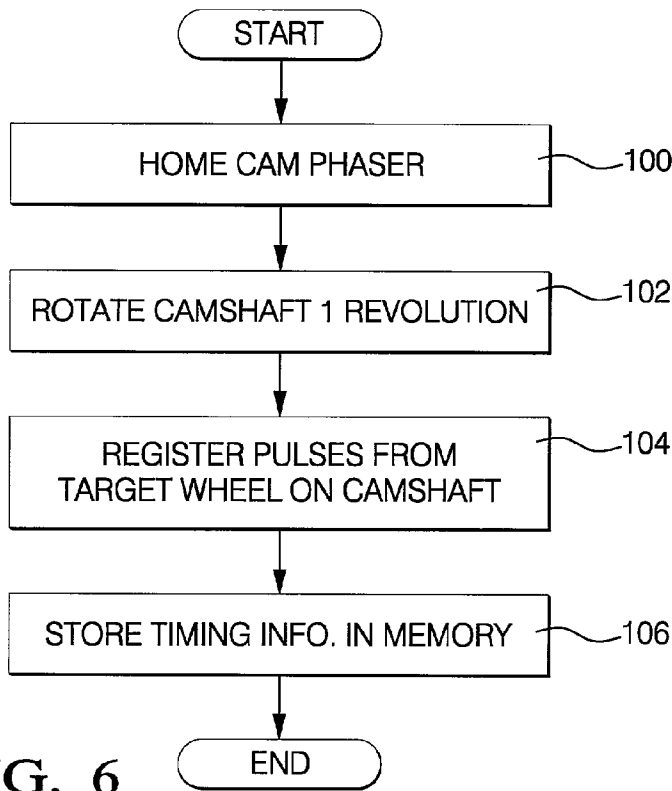 START
HOME CAM PHASER
100
ROTATE CAMSHAFT 1 REVOLUTION
102
REGISTER PULSES FROM
TARGET WHEEL ON CAMSHAFT
104
STORE TIMING INFO. IN MEMORY
106
END
G. 6